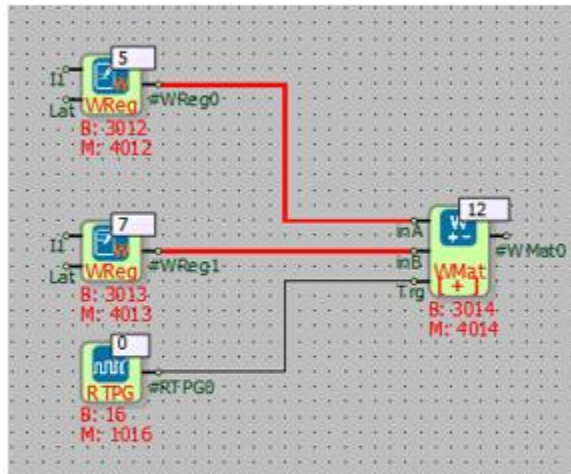 5
W
I1
WReg
#WReg0
Lat
B: 3012
M: 4012
7
W
I1
WReg
#WReg1
Lat
B: 3013
M: 4013
12
W
+ -
inA
#WMat0
inB
WMat
Trg
[ + ]
B: 3014
M: 4014
0
RTPG
#RTPG0
B: 16
M: 1016